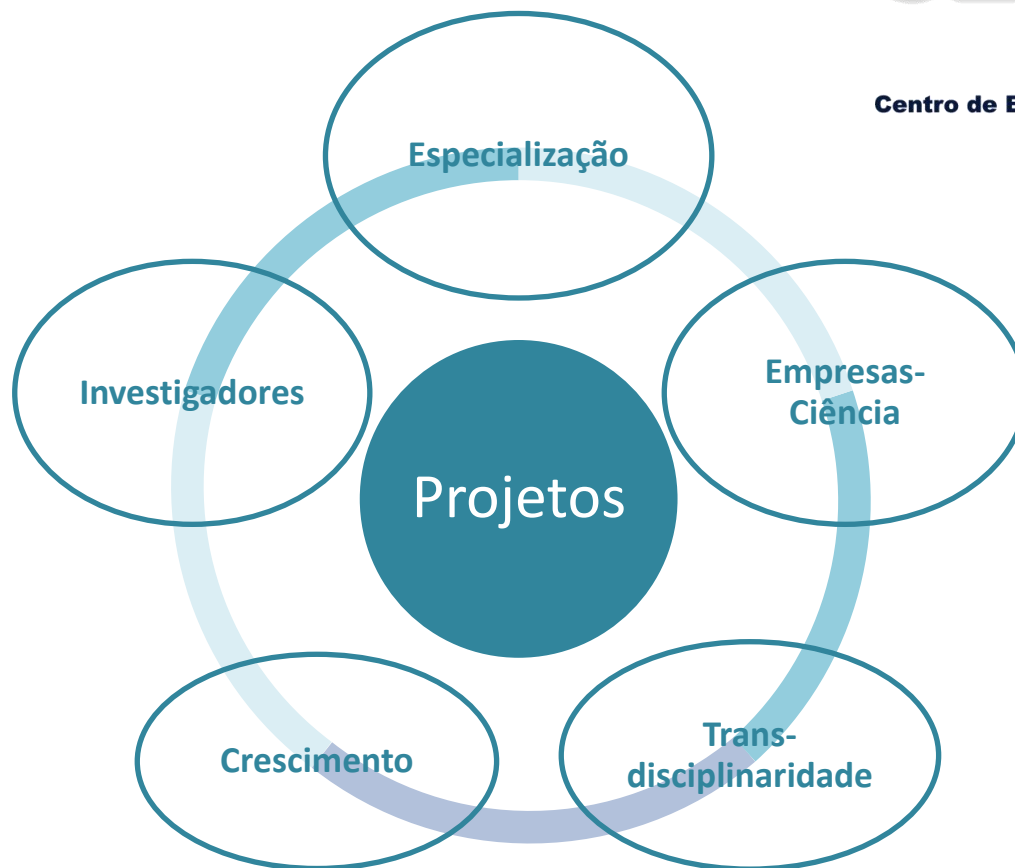 Centro de E
Especialização
Empresas-
Ciência
Investigadores
Projetos
Trans-
disciplinaridade
Crescimento